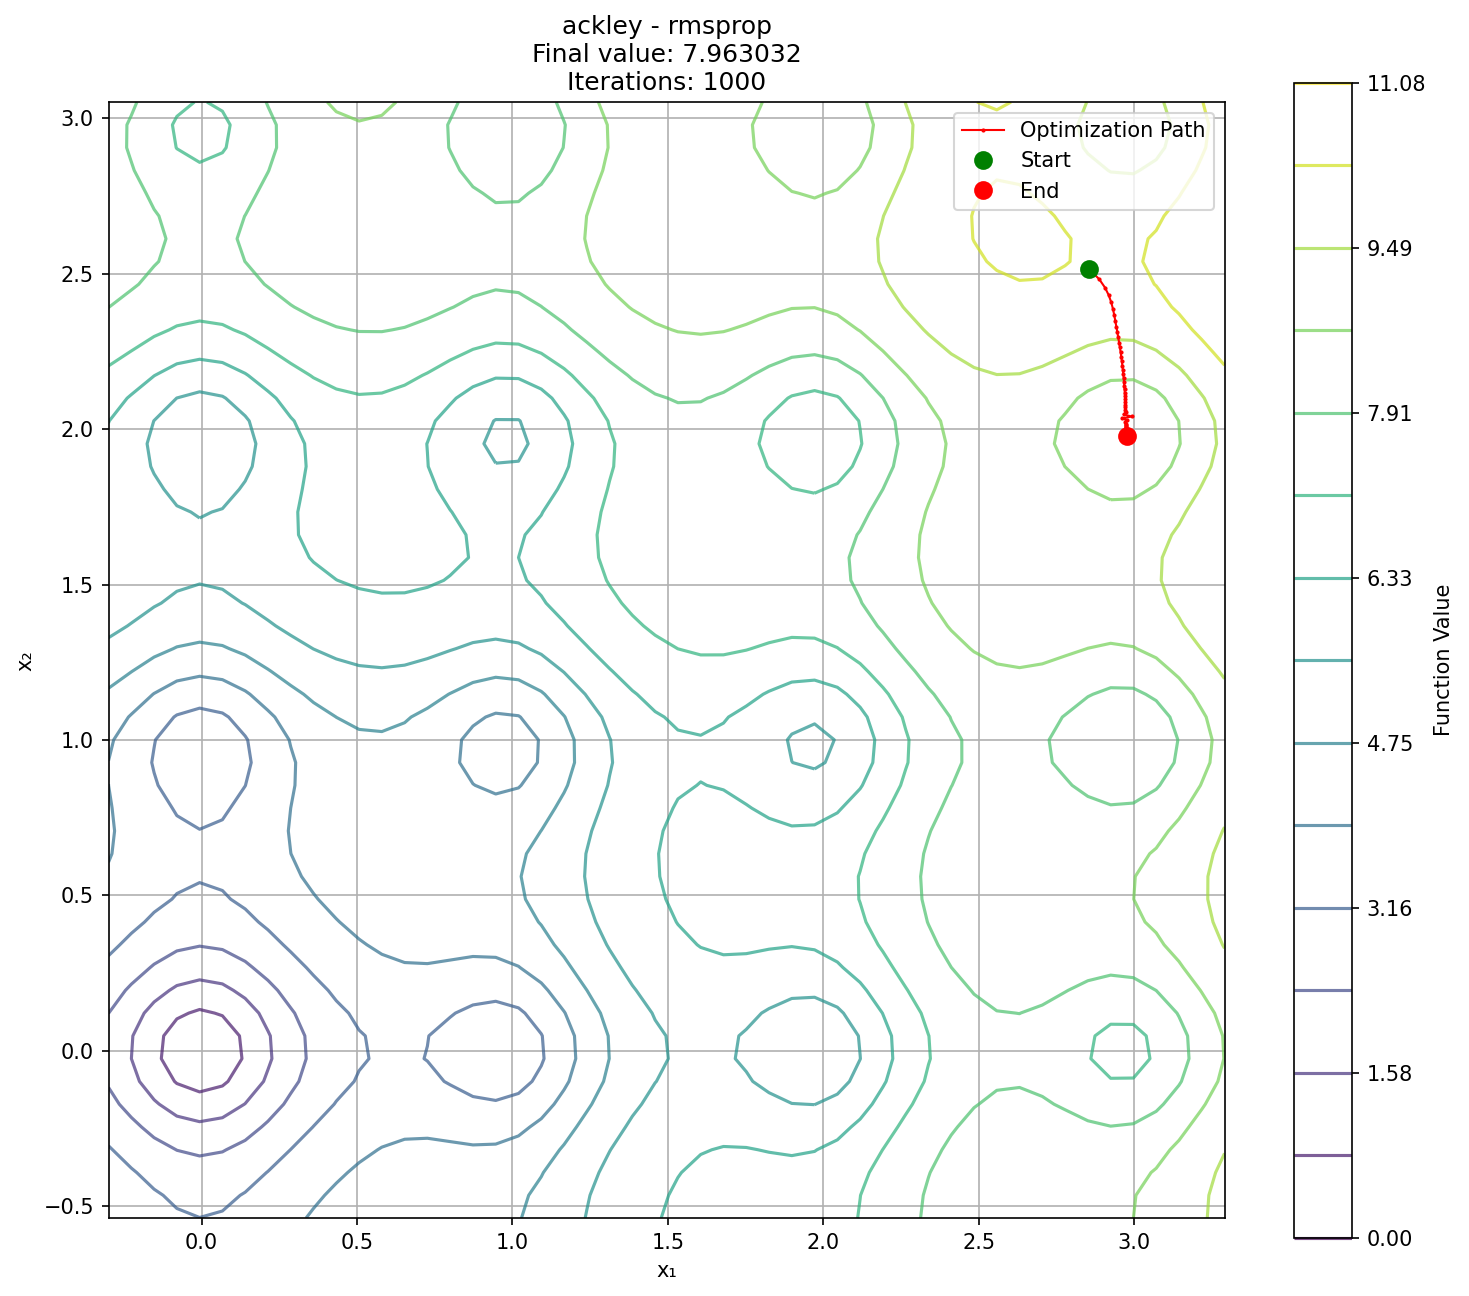 ackley - rmsprop
Final value: 7.963032
Iterations: 1000
Optimization Path
Start
End
3.0
2.5
2.0
1.5
1.0
0.5
0.0
−0.5
x₂
0.0
0.5
1.0
1.5
2.0
2.5
3.0
x₁
11.08
9.49
7.91
6.33
4.75
3.16
1.58
0.00
Function Value